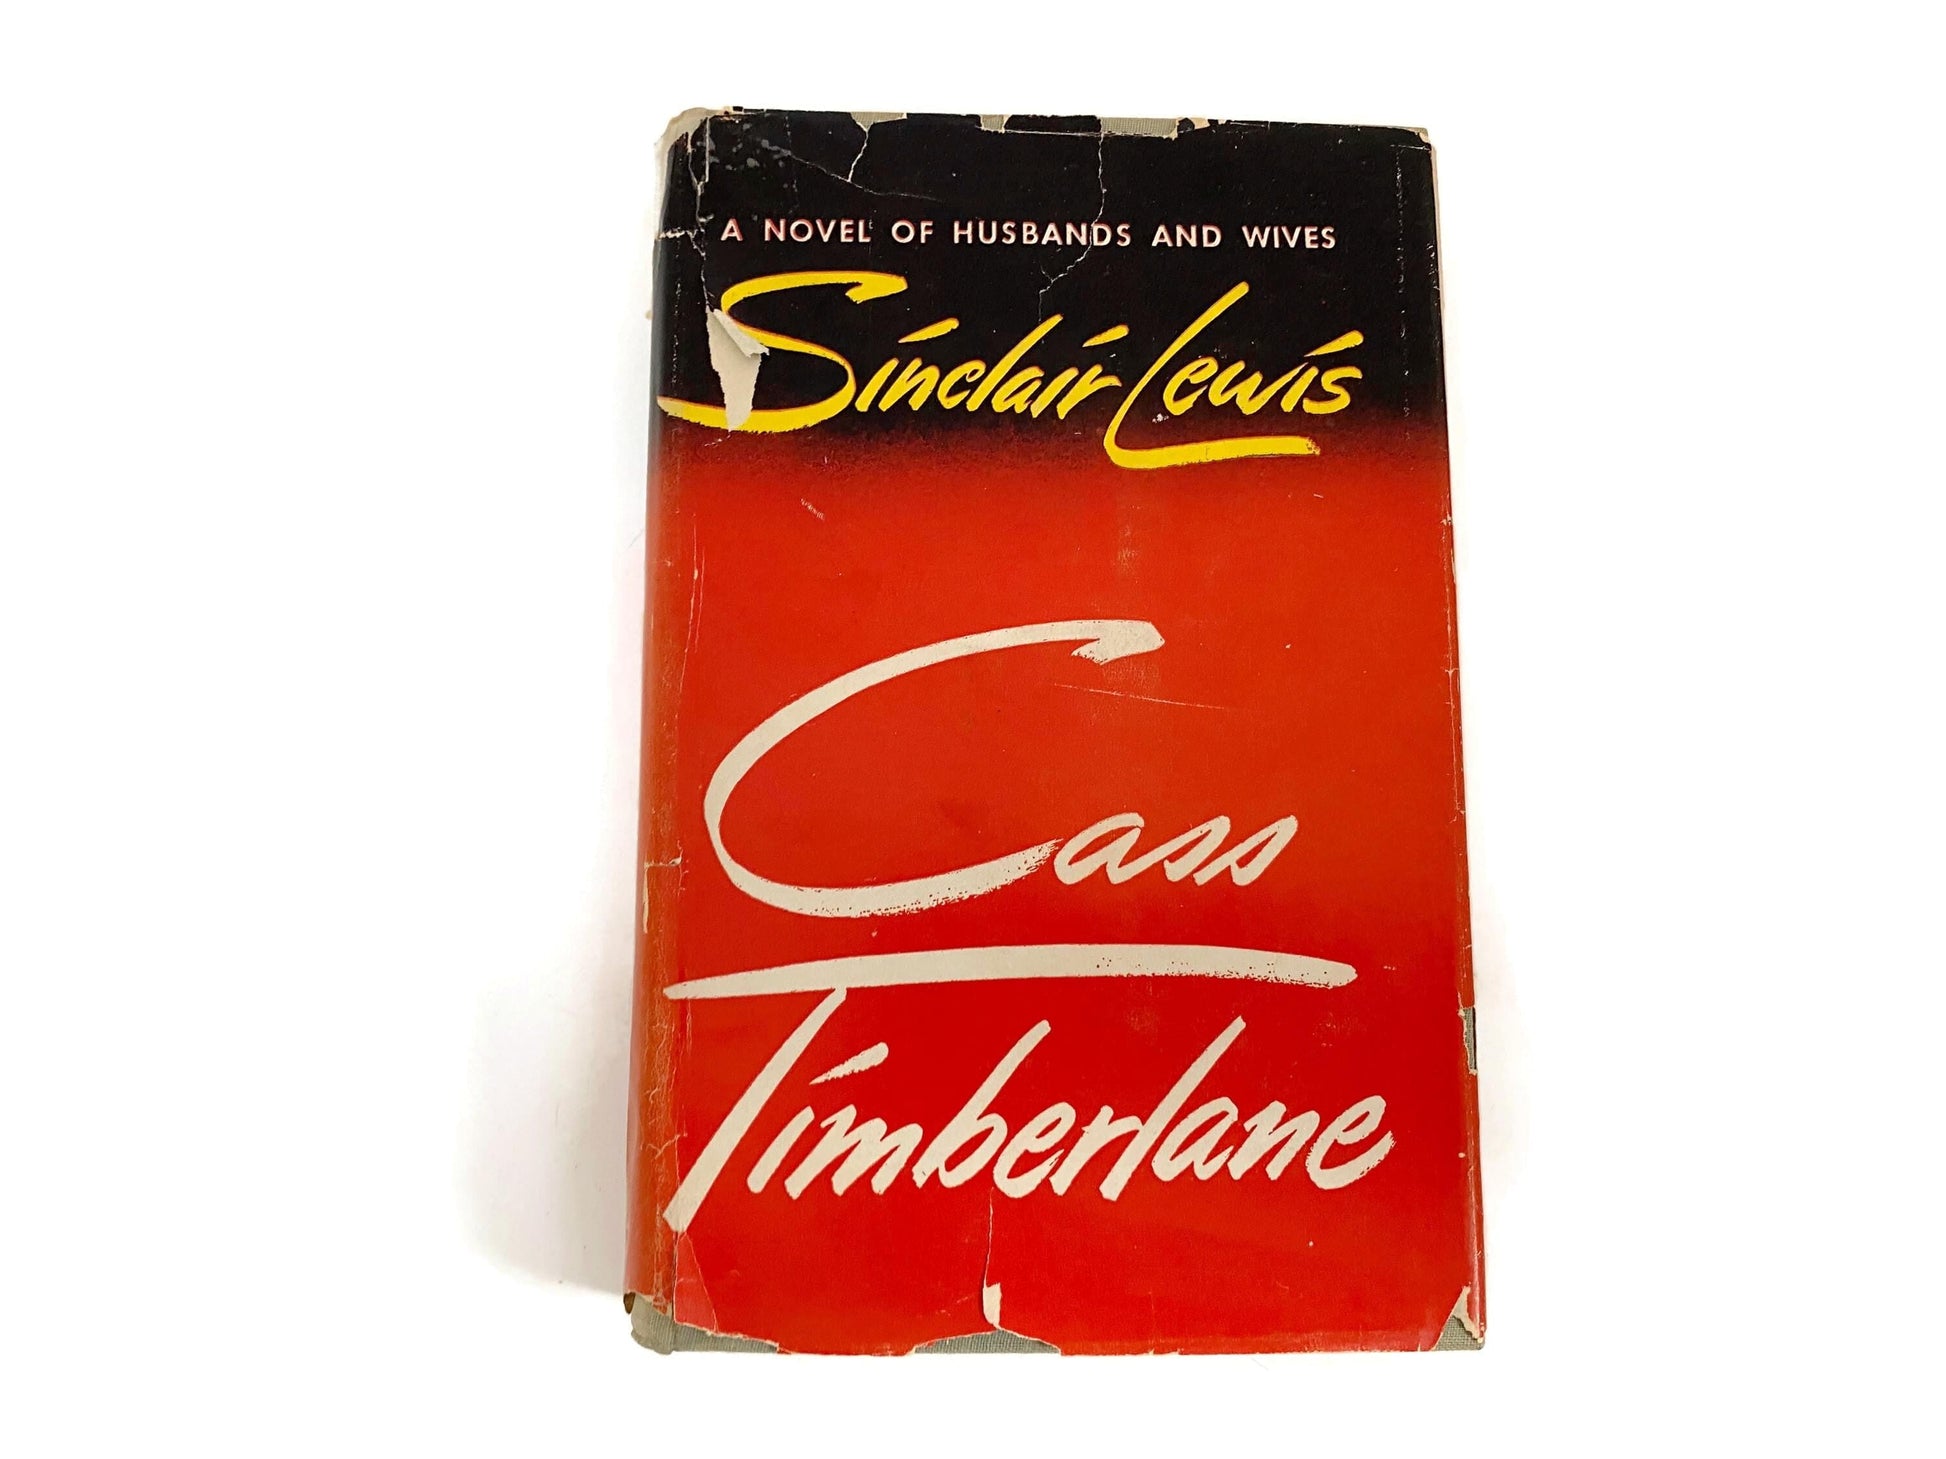 A NOVEL OF HUSBANDS AND WIVES
Sinclair Lewis
Cass
Timberlane